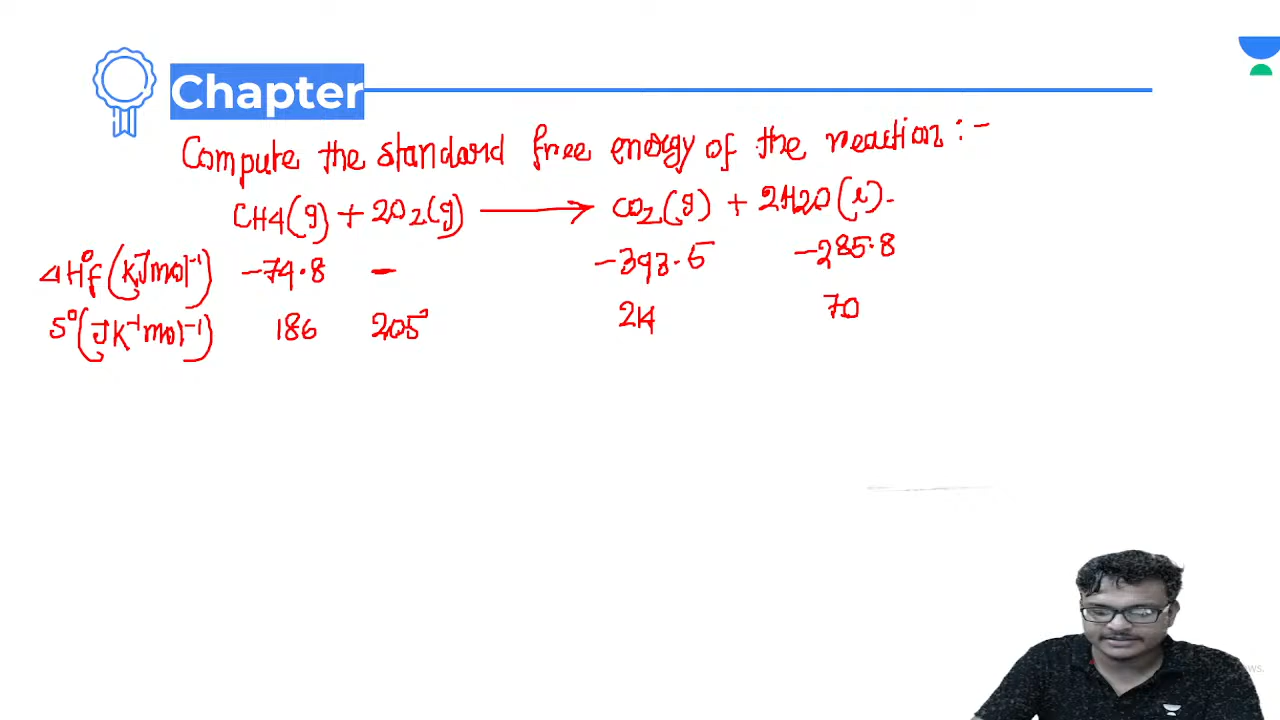 Chapter
Compute the standard free energy of the reaction :-
CH4(g) + 2O2(g) ⟶ CO2(g) + 2H2O(l).
ΔH°f (kJmol⁻¹) -74.8 - -393.5 -285.8
S° (JK⁻¹mol⁻¹) 186 205 214 70